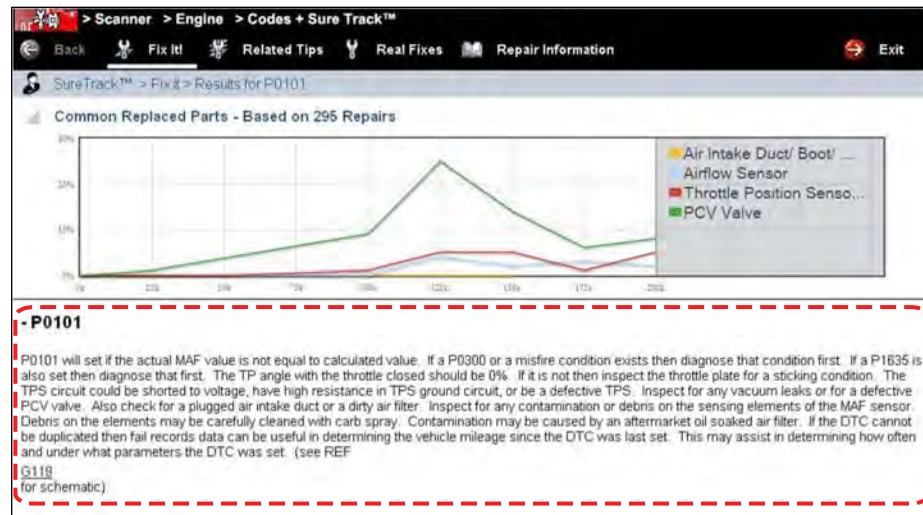 > Scanner > Engine > Codes + Sure Track™
Back Fix It! Related Tips Real Fixes Repair Information Exit
SureTrack™ > Fix It > Results for P0101
Common Replaced Parts - Based on 295 Repairs
30%
20%
10%
0%
Air Intake Duct/ Boot/ ...
Airflow Sensor
Throttle Position Senso...
PCV Valve
- P0101
P0101 will set if the actual MAF value is not equal to calculated value. If a P0300 or a misfire condition exists then diagnose that condition first. If a P1635 is
also set then diagnose that first. The TP angle with the throttle closed should be 0%. If it is not then inspect the throttle plate for a sticking condition. The
TPS circuit could be shorted to voltage, have high resistance in TPS ground circuit, or be a defective TPS. Inspect for any vacuum leaks or for a defective
PCV valve. Also check for a plugged air intake duct or a dirty air filter. Inspect for any contamination or debris on the sensing elements of the MAF sensor.
Debris on the elements may be carefully cleaned with carb spray. Contamination may be caused by an aftermarket oil soaked air filter. If the DTC cannot
be duplicated then fail records data can be useful in determining the vehicle mileage since the DTC was last set. This may assist in determining how often
and under what parameters the DTC was set. (see REF
G119
for schematic)